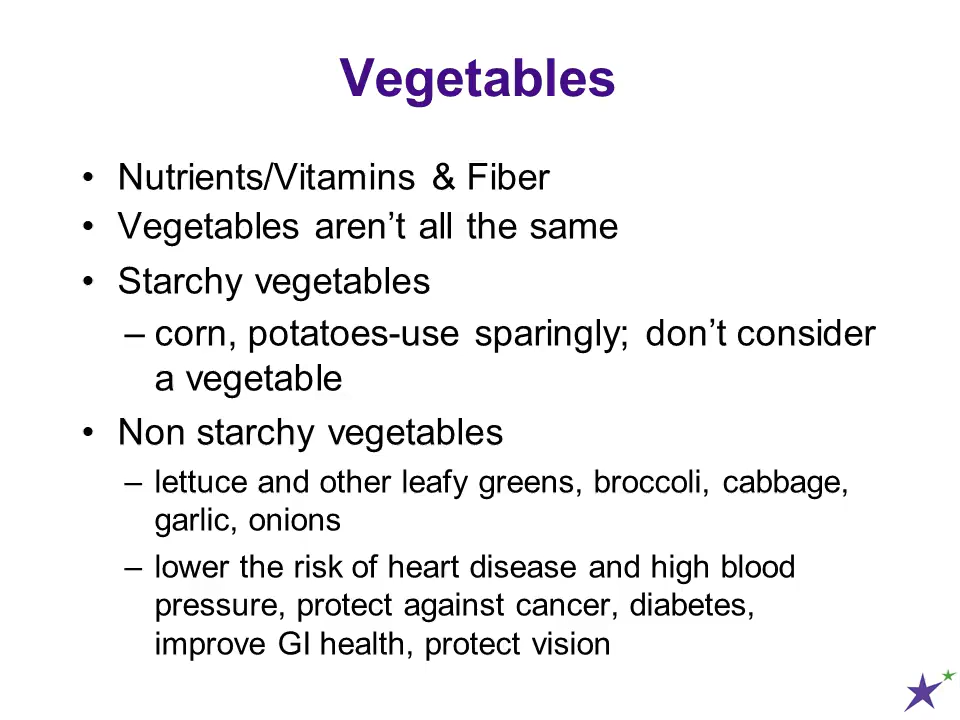 Vegetables
• Nutrients/Vitamins & Fiber
• Vegetables aren’t all the same
• Starchy vegetables
– corn, potatoes-use sparingly; don’t consider
a vegetable
• Non starchy vegetables
– lettuce and other leafy greens, broccoli, cabbage,
garlic, onions
– lower the risk of heart disease and high blood
pressure, protect against cancer, diabetes,
improve GI health, protect vision